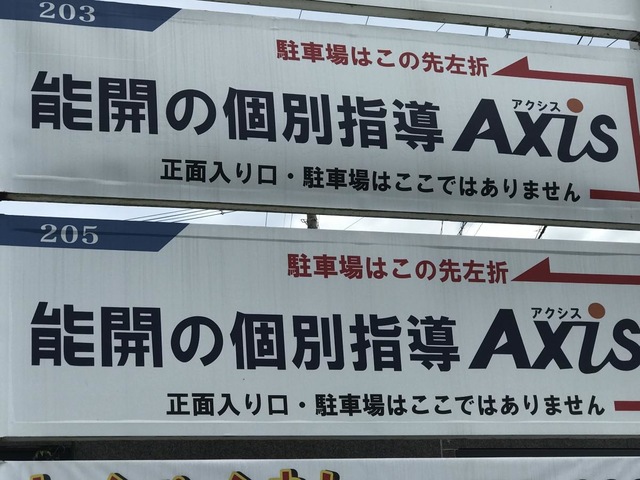 203
駐車場はこの先左折
アクシス
能開の個別指導 Axis
正面入り口・駐車場はここではありません
205
駐車場はこの先左折
アクシス
能開の個別指導 Axis
正面入り口・駐車場はここではありません